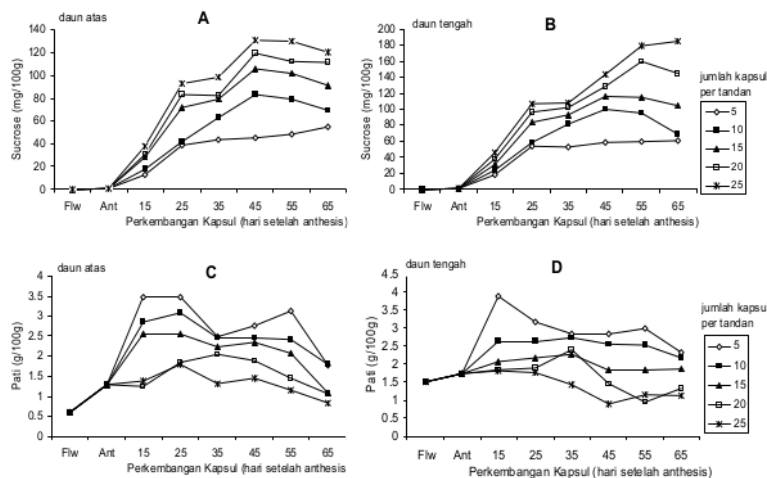 daun atas
A
Sucrose (mg/100g)
140
120
100
80
60
40
20
0
Flw Ant 15 25 35 45 55 65
Perkembangan Kapsul (hari setelah anthesis)
daun tengah
B
Sucrose (mg/100g)
200
180
160
140
120
100
80
60
40
20
0
Flw Ant 15 25 35 45 55 65
Perkembangan Kapsul (hari setelah anthesis)
jumlah kapsul
per tandan
5
10
15
20
25
daun atas
C
Pati (g/100g)
4
3.5
3
2.5
2
1.5
1
0.5
0
Flw Ant 15 25 35 45 55 65
Perkembangan Kapsul (hari setelah anthesis
daun tengah
D
Pati (g/100g)
4.5
4
3.5
3
2.5
2
1.5
1
0.5
0
Flw Ant 15 25 35 45 55 65
Perkembangan Kapsul (hari setelah anthesis)
jumlah kapsu
per tandan
5
10
15
20
25